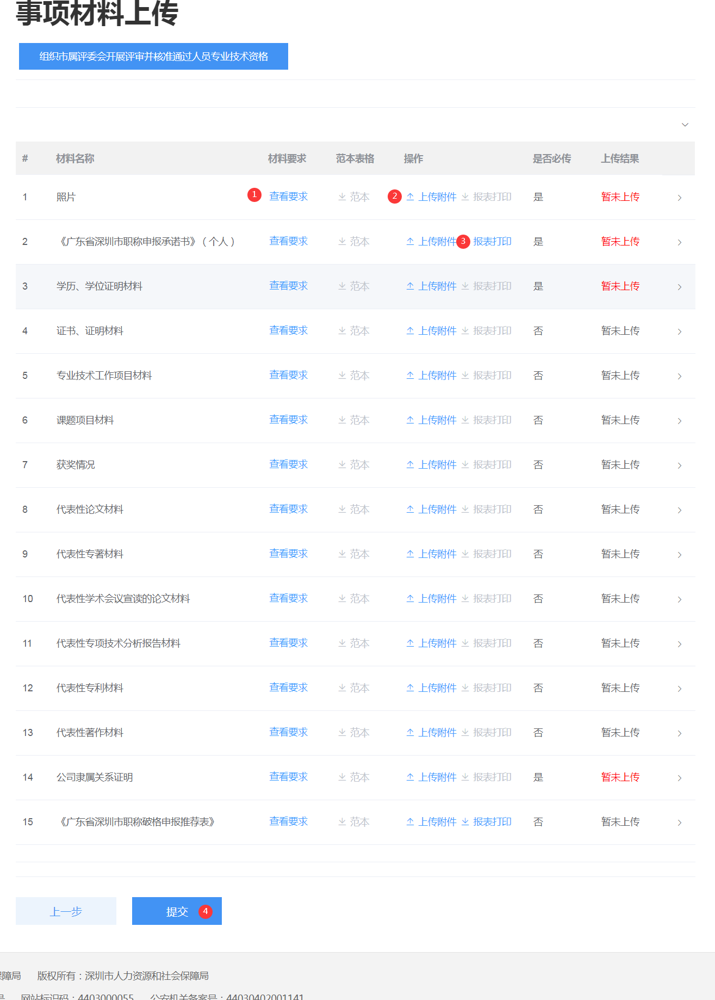 事项材料上传
组织市属评委会开展评审并核准通过人员专业技术资格
# 材料名称 材料要求 范本表格 操作 是否必传 上传结果
1 照片 1 查看要求 范本 2 上传附件 报表打印 是 暂未上传
2 《广东省深圳市职称申报承诺书》（个人） 查看要求 范本 上传附件 3 报表打印 是 暂未上传
3 学历、学位证明材料 查看要求 范本 上传附件 报表打印 是 暂未上传
4 证书、证明材料 查看要求 范本 上传附件 报表打印 否 暂未上传
5 专业技术工作项目材料 查看要求 范本 上传附件 报表打印 否 暂未上传
6 课题项目材料 查看要求 范本 上传附件 报表打印 否 暂未上传
7 获奖情况 查看要求 范本 上传附件 报表打印 否 暂未上传
8 代表性论文材料 查看要求 范本 上传附件 报表打印 否 暂未上传
9 代表性专著材料 查看要求 范本 上传附件 报表打印 否 暂未上传
10 代表性学术会议宣读的论文材料 查看要求 范本 上传附件 报表打印 否 暂未上传
11 代表性专项技术分析报告材料 查看要求 范本 上传附件 报表打印 否 暂未上传
12 代表性专利材料 查看要求 范本 上传附件 报表打印 否 暂未上传
13 代表性著作材料 查看要求 范本 上传附件 报表打印 否 暂未上传
14 公司隶属关系证明 查看要求 范本 上传附件 报表打印 是 暂未上传
15 《广东省深圳市职称破格申报推荐表》 查看要求 范本 上传附件 报表打印 否 暂未上传
上一步 提交 4
保障局 版权所有：深圳市人力资源和社会保障局
号 网站标识码：4403000055 公安机关备案号：44030402001141